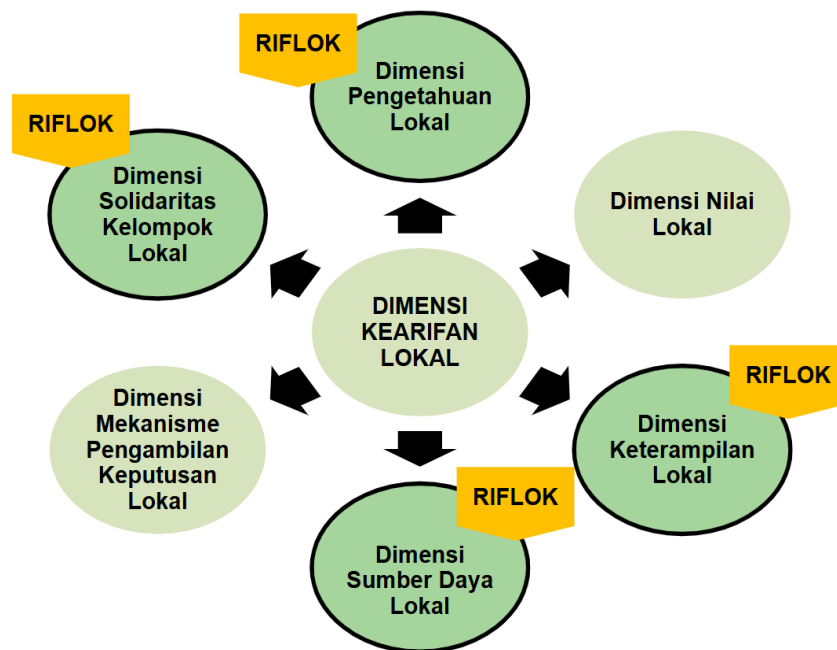 RIFLOK
Dimensi
Pengetahuan
Lokal
RIFLOK
Dimensi
Solidaritas
Kelompok
Lokal
Dimensi Nilai
Lokal
DIMENSI
KEARIFAN
LOKAL
Dimensi
Mekanisme
Pengambilan
Keputusan
Lokal
RIFLOK
Dimensi
Keterampilan
Lokal
RIFLOK
Dimensi
Sumber Daya
Lokal